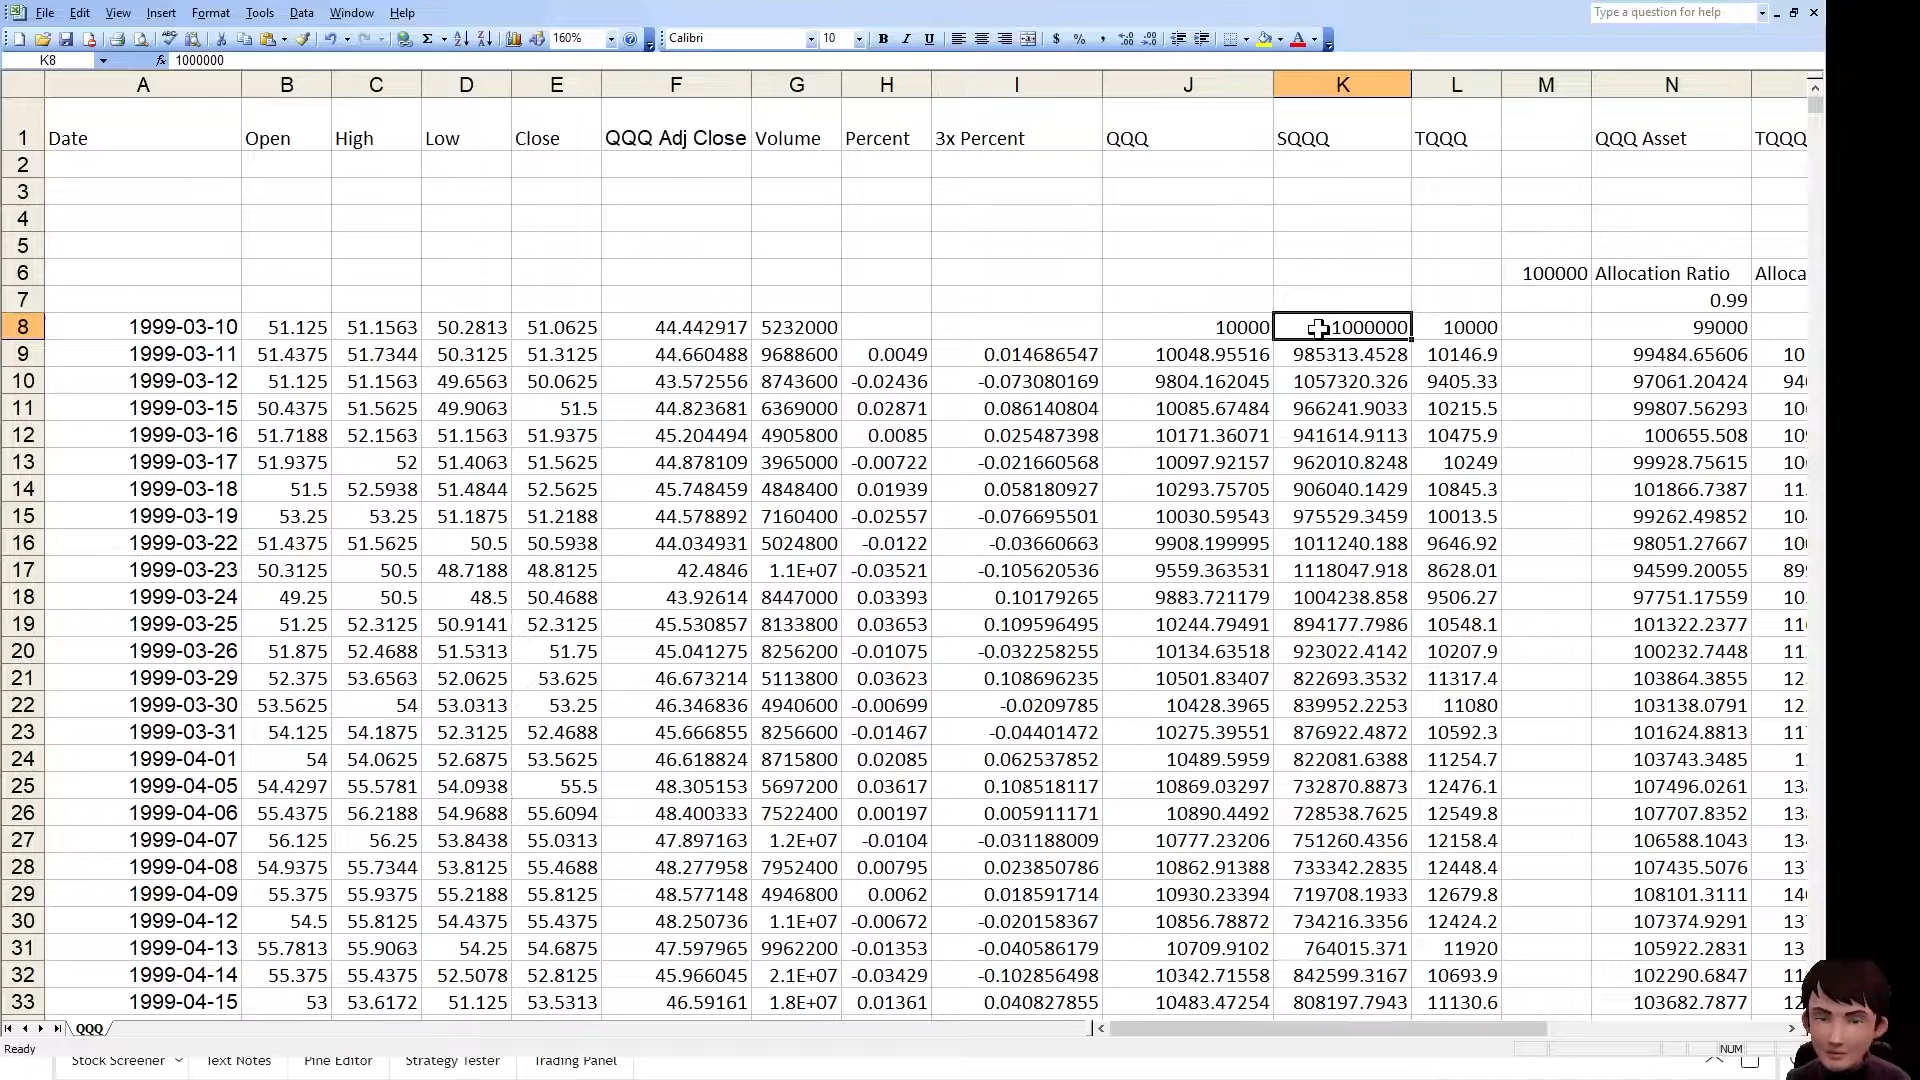 File Edit View Insert Format Tools Data Window Help Type a question for help
160% Calibri 10 B I U $ % ,
K8 fx 1000000
A B C D E F G H I J K L M N
1 Date Open High Low Close QQQ Adj Close Volume Percent 3x Percent QQQ SQQQ TQQQ QQQ Asset TQQQ
2
3
4
5
6 100000 Allocation Ratio Alloca
7 0.99
8 1999-03-10 51.125 51.1563 50.2813 51.0625 44.442917 5232000 10000 1000000 10000 99000
9 1999-03-11 51.4375 51.7344 50.3125 51.3125 44.660488 9688600 0.0049 0.014686547 10048.95516 985313.4528 10146.9 99484.65606 10
10 1999-03-12 51.125 51.1563 49.6563 50.0625 43.572556 8743600 -0.02436 -0.073080169 9804.162045 1057320.326 9405.33 97061.20424 940
11 1999-03-15 50.4375 51.5625 49.9063 51.5 44.823681 6369000 0.02871 0.086140804 10085.67484 966241.9033 10215.5 99807.56293
12 1999-03-16 51.7188 52.1563 51.1563 51.9375 45.204494 4905800 0.0085 0.025487398 10171.36071 941614.9113 10475.9 100655.508
13 1999-03-17 51.9375 52 51.4063 51.5625 44.878109 3965000 -0.00722 -0.021660568 10097.92157 962010.8248 10249 99928.75615
14 1999-03-18 51.5 52.5938 51.4844 52.5625 45.748459 4848400 0.01939 0.058180927 10293.75705 906040.1429 10845.3 101866.7387
15 1999-03-19 53.25 53.25 51.1875 51.2188 44.578892 7160400 -0.02557 -0.076695501 10030.59543 975529.3459 10013.5 99262.49852
16 1999-03-22 51.4375 51.5625 50.5 50.5938 44.034931 5024800 -0.0122 -0.03660663 9908.199995 1011240.188 9646.92 98051.27667
17 1999-03-23 50.3125 50.5 48.7188 48.8125 42.4846 1.1E+07 -0.03521 -0.105620536 9559.363531 1118047.918 8628.01 94599.20055
18 1999-03-24 49.25 50.5 48.5 50.4688 43.92614 8447000 0.03393 0.10179265 9883.721179 1004238.858 9506.27 97751.17559
19 1999-03-25 51.25 52.3125 50.9141 52.3125 45.530857 8133800 0.03653 0.109596495 10244.79491 894177.7986 10548.1 101322.2377
20 1999-03-26 51.875 52.4688 51.5313 51.75 45.041275 8256200 -0.01075 -0.032258255 10134.63518 923022.4142 10207.9 100232.7448
21 1999-03-29 52.375 53.6563 52.0625 53.625 46.673214 5113800 0.03623 0.108696235 10501.83407 822693.3532 11317.4 103864.3855
22 1999-03-30 53.5625 54 53.0313 53.25 46.346836 4940600 -0.00699 -0.0209785 10428.3965 839952.2253 11080 103138.0791
23 1999-03-31 54.125 54.1875 52.3125 52.4688 45.666855 8256600 -0.01467 -0.04401472 10275.39551 876922.4872 10592.3 101624.8813
24 1999-04-01 54 54.0625 52.6875 53.5625 46.618824 8715800 0.02085 0.062537852 10489.5959 822081.6388 11254.7 103743.3485
25 1999-04-05 54.4297 55.5781 54.0938 55.5 48.305153 5697200 0.03617 0.108518117 10869.03297 732870.8873 12476.1 107496.0261
26 1999-04-06 55.4375 56.2188 54.9688 55.6094 48.400333 7522400 0.00197 0.005911171 10890.4492 728538.7625 12549.8 107707.8352
27 1999-04-07 56.125 56.25 53.8438 55.0313 47.897163 1.2E+07 -0.0104 -0.031188009 10777.23206 751260.4356 12158.4 106588.1043
28 1999-04-08 54.9375 55.7344 53.8125 55.4688 48.277958 7952400 0.00795 0.023850786 10862.91388 733342.2835 12448.4 107435.5076
29 1999-04-09 55.375 55.9375 55.2188 55.8125 48.577148 4946800 0.0062 0.018591714 10930.23394 719708.1933 12679.8 108101.3111
30 1999-04-12 54.5 55.8125 54.4375 55.4375 48.250736 1.1E+07 -0.00672 -0.020158367 10856.78872 734216.3356 12424.2 107374.9291
31 1999-04-13 55.7813 55.9063 54.25 54.6875 47.597965 9962200 -0.01353 -0.040586179 10709.9102 764015.371 11920 105922.2831
32 1999-04-14 55.375 55.4375 52.5078 52.8125 45.966045 2.1E+07 -0.03429 -0.102856498 10342.71558 842599.3167 10693.9 102290.6847
33 1999-04-15 53 53.6172 51.125 53.5313 46.59161 1.8E+07 0.01361 0.040827855 10483.47254 808197.7943 11130.6 103682.7877
QQQ
Ready NUM
Stock Screener Text Notes Pine Editor Strategy Tester Trading Panel